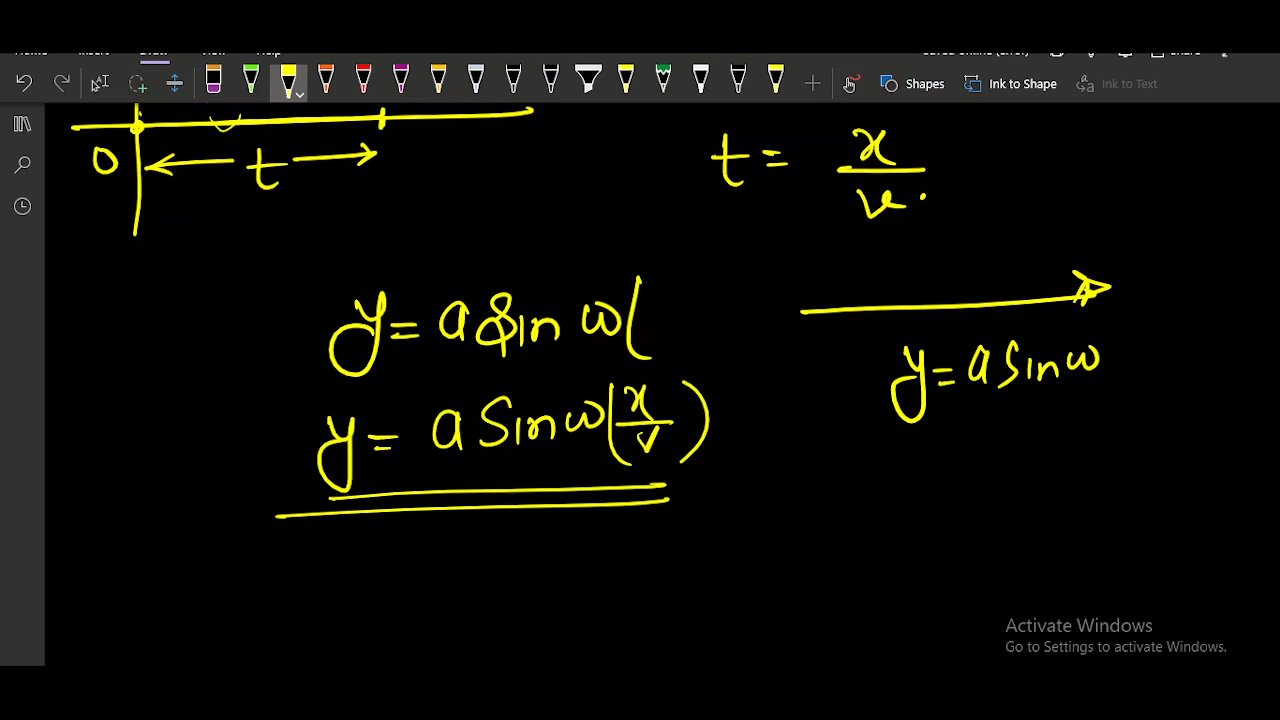 Shapes
Ink to Shape
Ink to Text
0
t
t = x/v.
y = a sin ω(
y = a sin ω
y = a sin ω(x/v)
Activate Windows
Go to Settings to activate Windows.